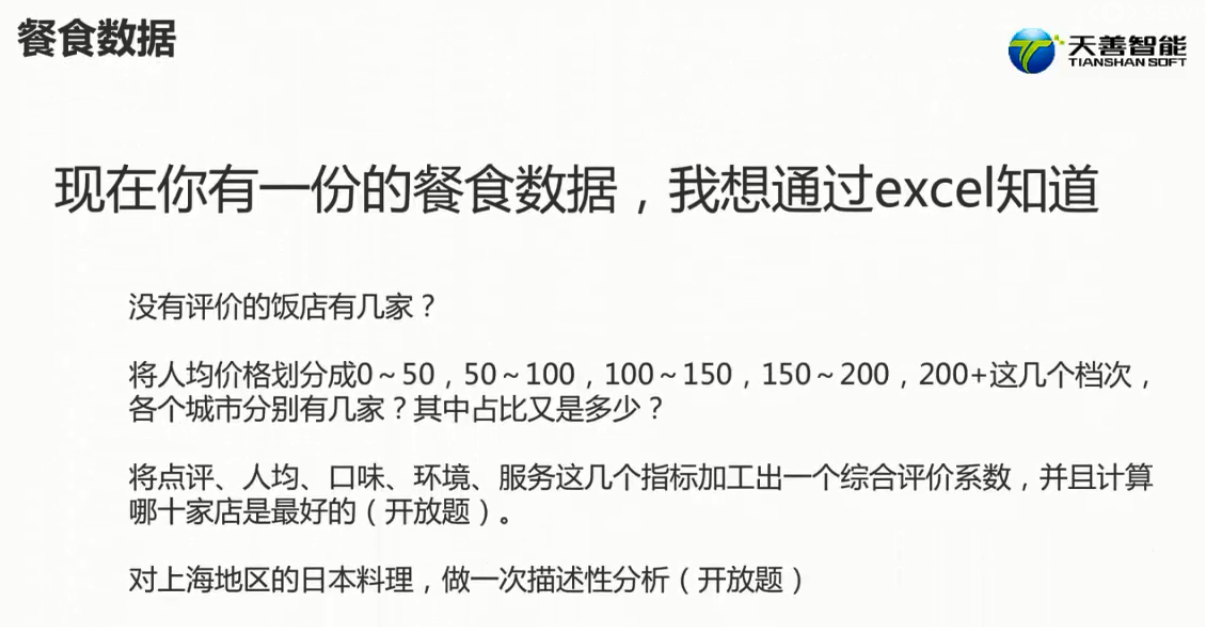 餐食数据
天善智能
TIANSHAN SOFT
现在你有一份的餐食数据，我想通过excel知道
没有评价的饭店有几家？
将人均价格划分成0～50，50～100，100～150，150～200，200+这几个档次，
各个城市分别有几家？其中占比又是多少？
将点评、人均、口味、环境、服务这几个指标加工出一个综合评价系数，并且计算
哪十家店是最好的（开放题）。
对上海地区的日本料理，做一次描述性分析（开放题）